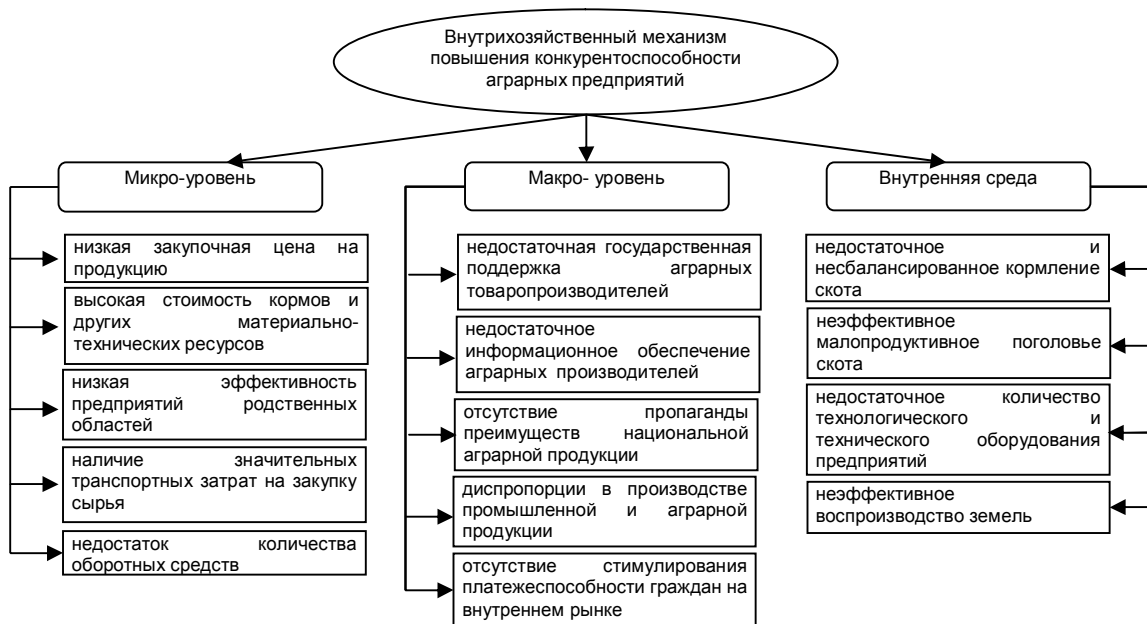 Внутрихозяйственный механизм
повышения конкурентоспособности
аграрных предприятий
Микро-уровень
низкая закупочная цена на
продукцию
высокая стоимость кормов и
других материально-
технических ресурсов
низкая эффективность
предприятий родственных
областей
наличие значительных
транспортных затрат на закупку
сырья
недостаток количества
оборотных средств
Макро- уровень
недостаточная государственная
поддержка аграрных
товаропроизводителей
недостаточное
информационное обеспечение
аграрных производителей
отсутствие пропаганды
преимуществ национальной
аграрной продукции
диспропорции в производстве
промышленной и аграрной
продукции
отсутствие стимулирования
платежеспособности граждан на
внутреннем рынке
Внутренняя среда
недостаточное и
несбалансированное кормление
скота
неэффективное
малопродуктивное поголовье
скота
недостаточное количество
технологического и
технического оборудования
предприятий
неэффективное
воспроизводство земель